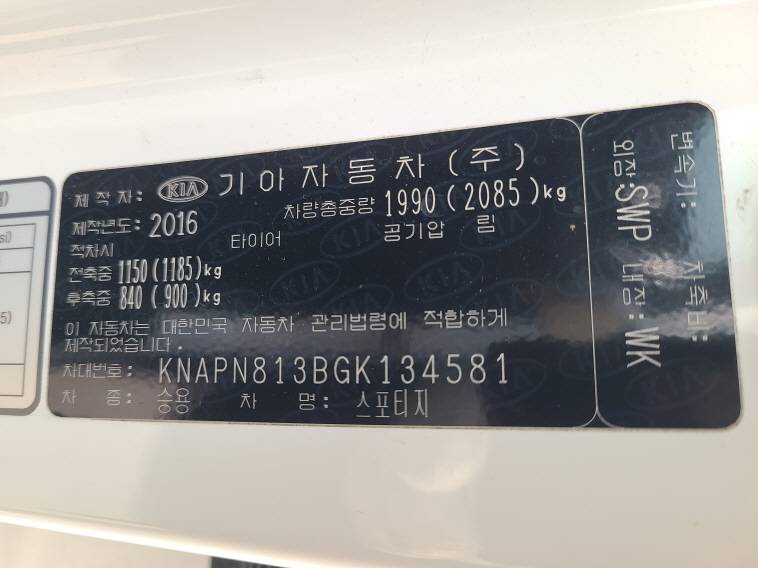 제 작 자: KIA 기아자동차(주)
제작년도: 2016 차량총중량 1990(2085)kg
적차시 타이어 공기압 림
전축중 1150(1185)kg
후축중 840( 900)kg
이 자동차는 대한민국 자동차 관리법령에 적합하게
제작되었습니다.
차대번호: KNAPN813BGK134581
차 종: 승용 차 명: 스포티지
변속기: 차축비:
외장:SWP 내장:WK
si)
5)